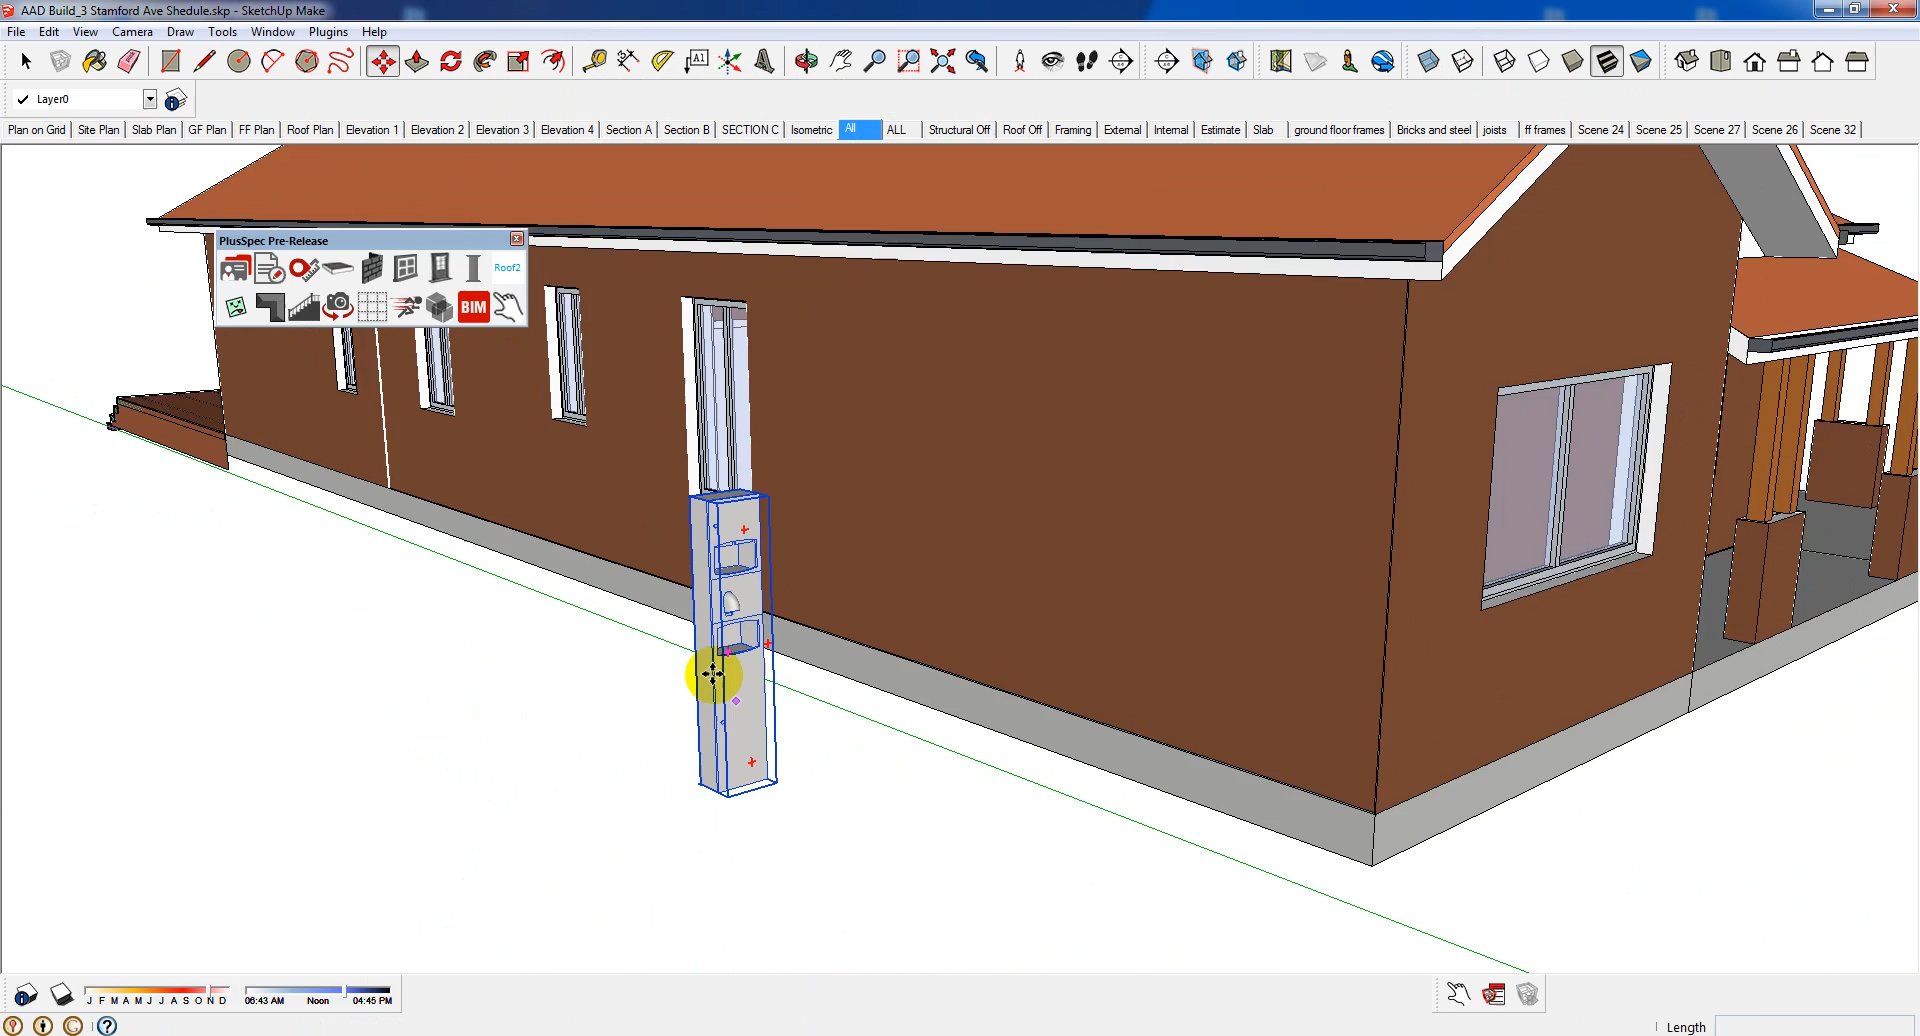 AAD Build_3 Stamford Ave Shedule.skp - SketchUp Make
File Edit View Camera Draw Tools Window Plugins Help
A1
Layer0
Plan on Grid Site Plan Slab Plan GF Plan FF Plan Roof Plan Elevation 1 Elevation 2 Elevation 3 Elevation 4 Section A Section B SECTION C Isometric All ALL Structural Off Roof Off Framing External Internal Estimate Slab ground floor frames Bricks and steel joists ff frames Scene 24 Scene 25 Scene 27 Scene 26 Scene 32
PlusSpec Pre-Release
Roof2
BIM
J F M A M J J A S O N D
06:43 AM Noon 04:45 PM
Length